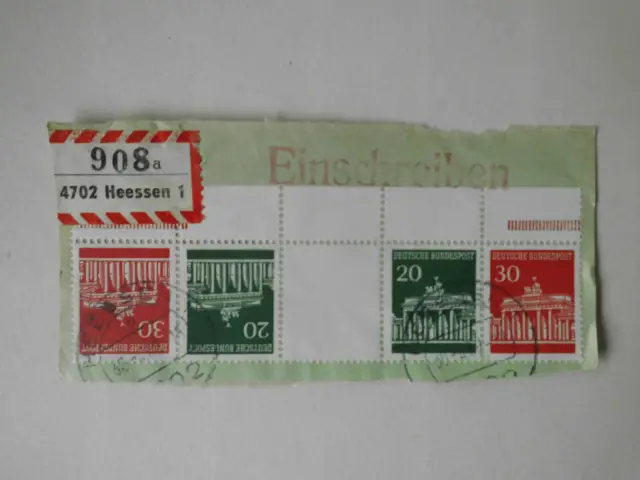 908a
4702 Heessen 1
Einschreiben
30
DEUTSCHE BUNDESPOST
20
DEUTSCHE BUNDESPOST
DEUTSCHE BUNDESPOST
20
DEUTSCHE BUNDESPOST
30